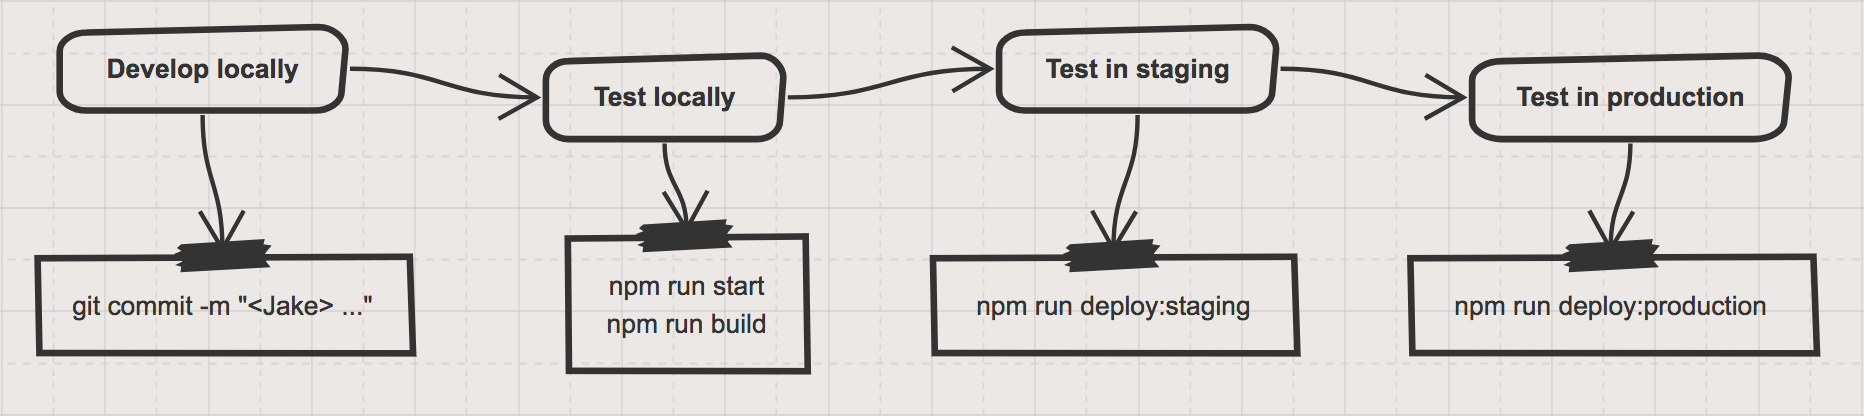 Develop locally
Test locally
Test in staging
Test in production
git commit -m "<Jake> ..."
npm run start
npm run build
npm run deploy:staging
npm run deploy:production